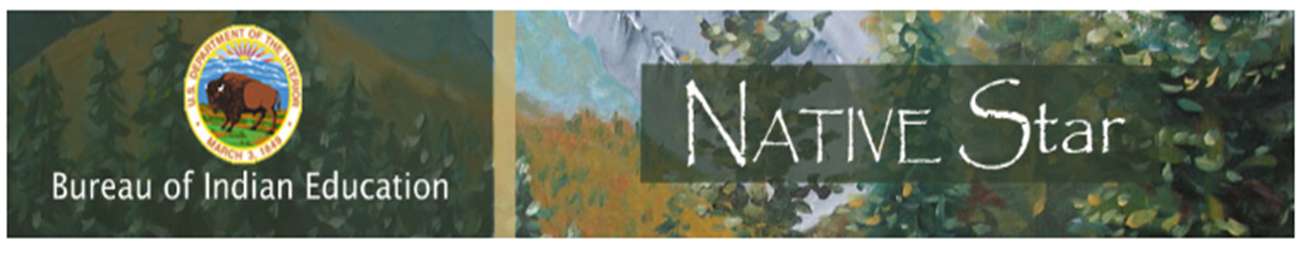 U.S. DEPARTMENT OF THE INTERIOR
MARCH 3, 1849
Bureau of Indian Education
NATIVE Star